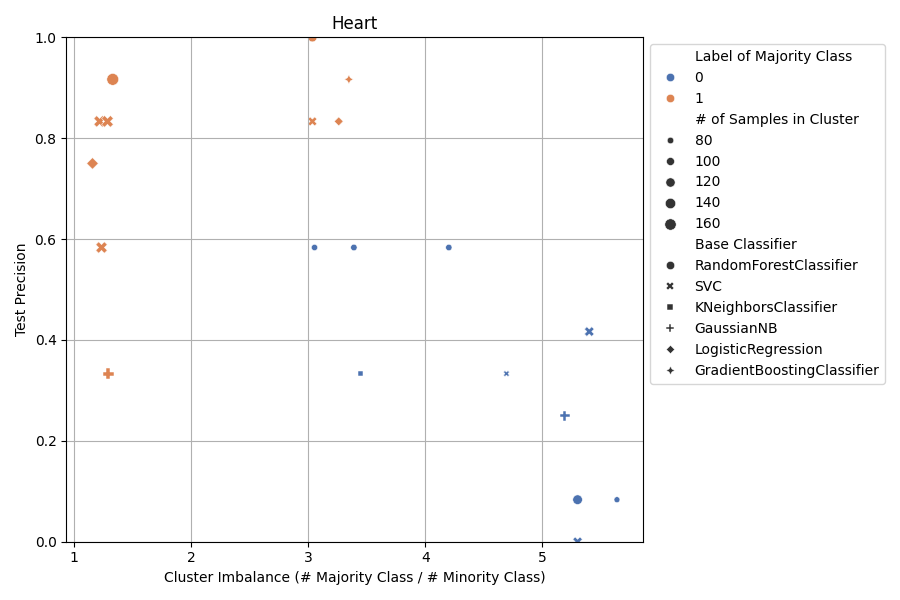 Heart
1.0
0.8
0.6
0.4
0.2
0.0
Test Precision
1
2
3
4
5
Cluster Imbalance (# Majority Class / # Minority Class)
Label of Majority Class
0
1
# of Samples in Cluster
80
100
120
140
160
Base Classifier
RandomForestClassifier
SVC
KNeighborsClassifier
GaussianNB
LogisticRegression
GradientBoostingClassifier